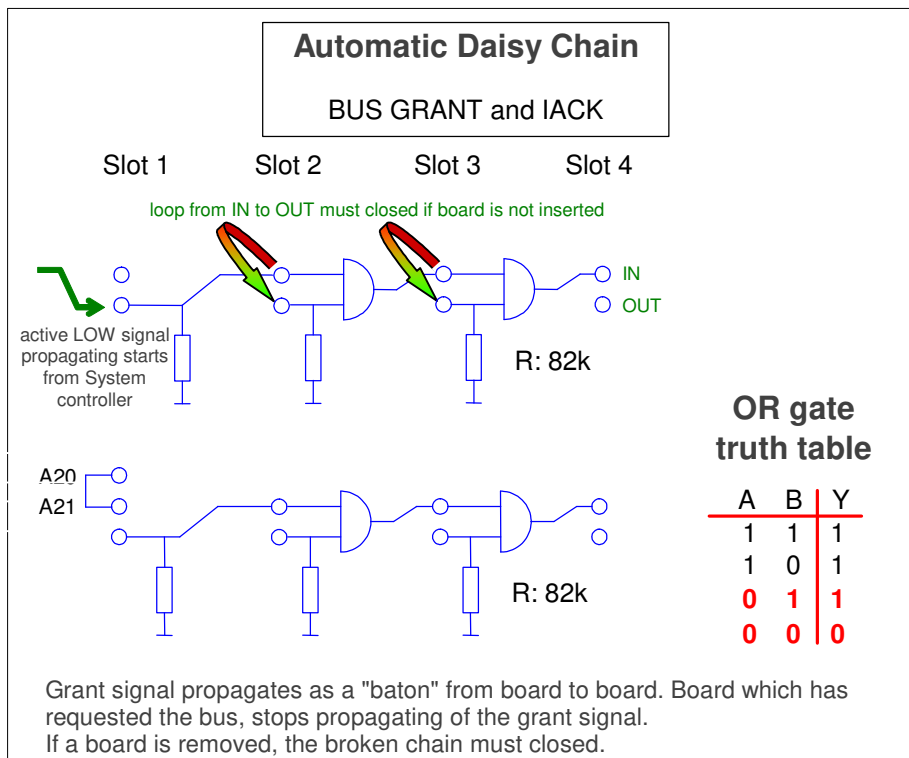 Automatic Daisy Chain
BUS GRANT and IACK
Slot 1 Slot 2 Slot 3 Slot 4
loop from IN to OUT must closed if board is not inserted
IN
OUT
active LOW signal
propagating starts
from System
controller
R: 82k
OR gate
truth table
A B Y
1 1 1
1 0 1
0 1 1
0 0 0
A20
A21
R: 82k
Grant signal propagates as a "baton" from board to board. Board which has
requested the bus, stops propagating of the grant signal.
If a board is removed, the broken chain must closed.